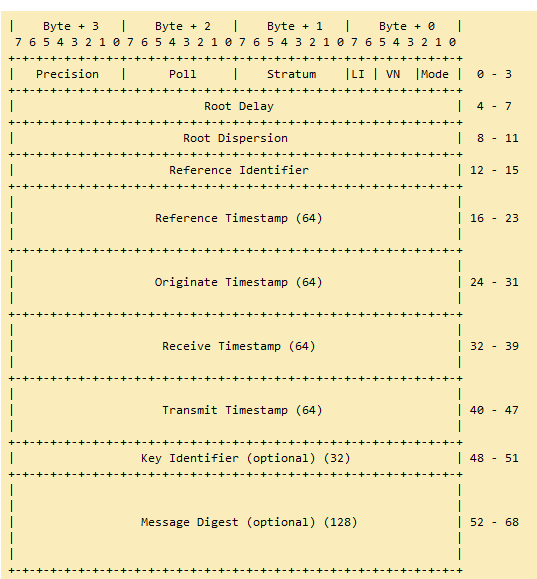 |    Byte + 3   |    Byte + 2   |    Byte + 1   |    Byte + 0   |
 7 6 5 4 3 2 1 0 7 6 5 4 3 2 1 0 7 6 5 4 3 2 1 0 7 6 5 4 3 2 1 0
+-+-+-+-+-+-+-+-+-+-+-+-+-+-+-+-+-+-+-+-+-+-+-+-+-+-+-+-+-+-+-+-+
|   Precision   |      Poll     |    Stratum    |LI | VN  |Mode |  0 - 3
+-+-+-+-+-+-+-+-+-+-+-+-+-+-+-+-+-+-+-+-+-+-+-+-+-+-+-+-+-+-+-+-+
|                           Root Delay                          |  4 - 7
+-+-+-+-+-+-+-+-+-+-+-+-+-+-+-+-+-+-+-+-+-+-+-+-+-+-+-+-+-+-+-+-+
|                        Root Dispersion                        |  8 - 11
+-+-+-+-+-+-+-+-+-+-+-+-+-+-+-+-+-+-+-+-+-+-+-+-+-+-+-+-+-+-+-+-+
|                      Reference Identifier                     | 12 - 15
+-+-+-+-+-+-+-+-+-+-+-+-+-+-+-+-+-+-+-+-+-+-+-+-+-+-+-+-+-+-+-+-+
|                                                               |
|                    Reference Timestamp (64)                   | 16 - 23
|                                                               |
+-+-+-+-+-+-+-+-+-+-+-+-+-+-+-+-+-+-+-+-+-+-+-+-+-+-+-+-+-+-+-+-+
|                                                               |
|                    Originate Timestamp (64)                   | 24 - 31
|                                                               |
+-+-+-+-+-+-+-+-+-+-+-+-+-+-+-+-+-+-+-+-+-+-+-+-+-+-+-+-+-+-+-+-+
|                                                               |
|                     Receive Timestamp (64)                    | 32 - 39
|                                                               |
+-+-+-+-+-+-+-+-+-+-+-+-+-+-+-+-+-+-+-+-+-+-+-+-+-+-+-+-+-+-+-+-+
|                                                               |
|                     Transmit Timestamp (64)                   | 40 - 47
|                                                               |
+-+-+-+-+-+-+-+-+-+-+-+-+-+-+-+-+-+-+-+-+-+-+-+-+-+-+-+-+-+-+-+-+
|                  Key Identifier (optional) (32)               | 48 - 51
+-+-+-+-+-+-+-+-+-+-+-+-+-+-+-+-+-+-+-+-+-+-+-+-+-+-+-+-+-+-+-+-+
|                                                               |
|                                                               |
|                  Message Digest (optional) (128)              | 52 - 68
|                                                               |
|                                                               |
+-+-+-+-+-+-+-+-+-+-+-+-+-+-+-+-+-+-+-+-+-+-+-+-+-+-+-+-+-+-+-+-+